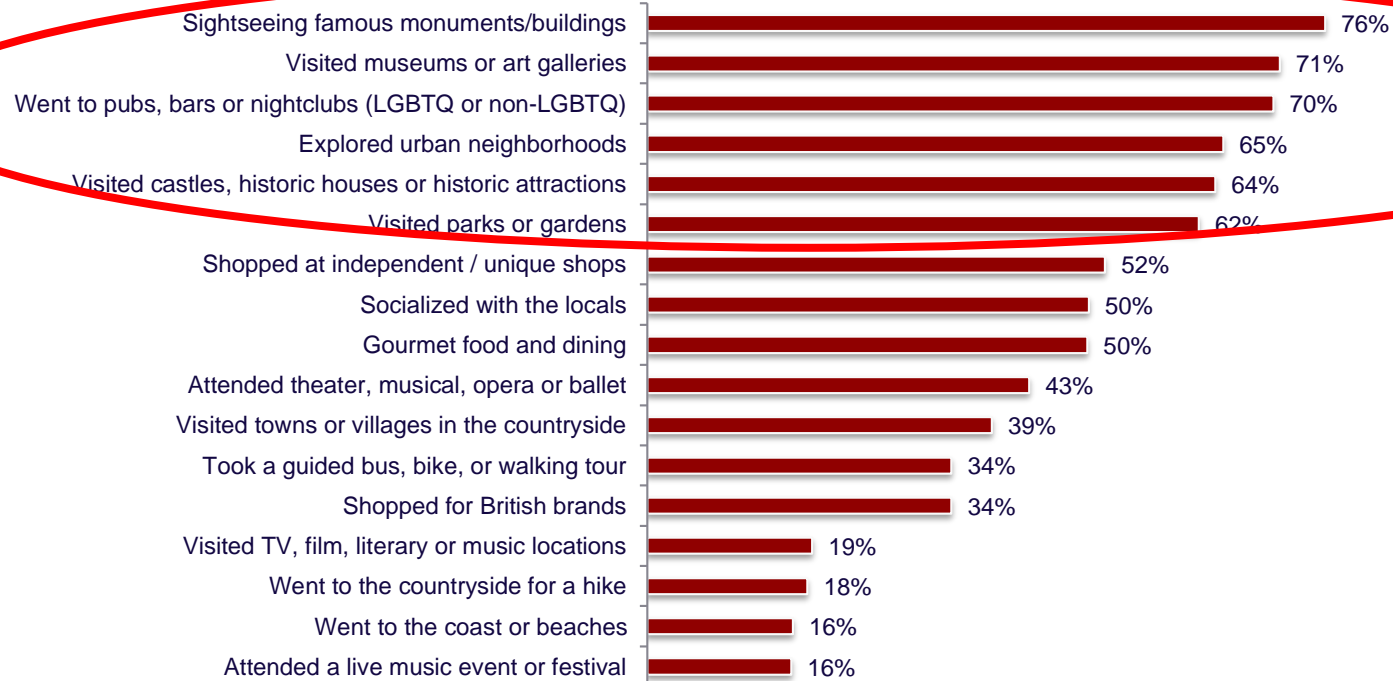 Sightseeing famous monuments/buildings 76%
Visited museums or art galleries 71%
Went to pubs, bars or nightclubs (LGBTQ or non-LGBTQ) 70%
Explored urban neighborhoods 65%
Visited castles, historic houses or historic attractions 64%
Visited parks or gardens 62%
Shopped at independent / unique shops 52%
Socialized with the locals 50%
Gourmet food and dining 50%
Attended theater, musical, opera or ballet 43%
Visited towns or villages in the countryside 39%
Took a guided bus, bike, or walking tour 34%
Shopped for British brands 34%
Visited TV, film, literary or music locations 19%
Went to the countryside for a hike 18%
Went to the coast or beaches 16%
Attended a live music event or festival 16%